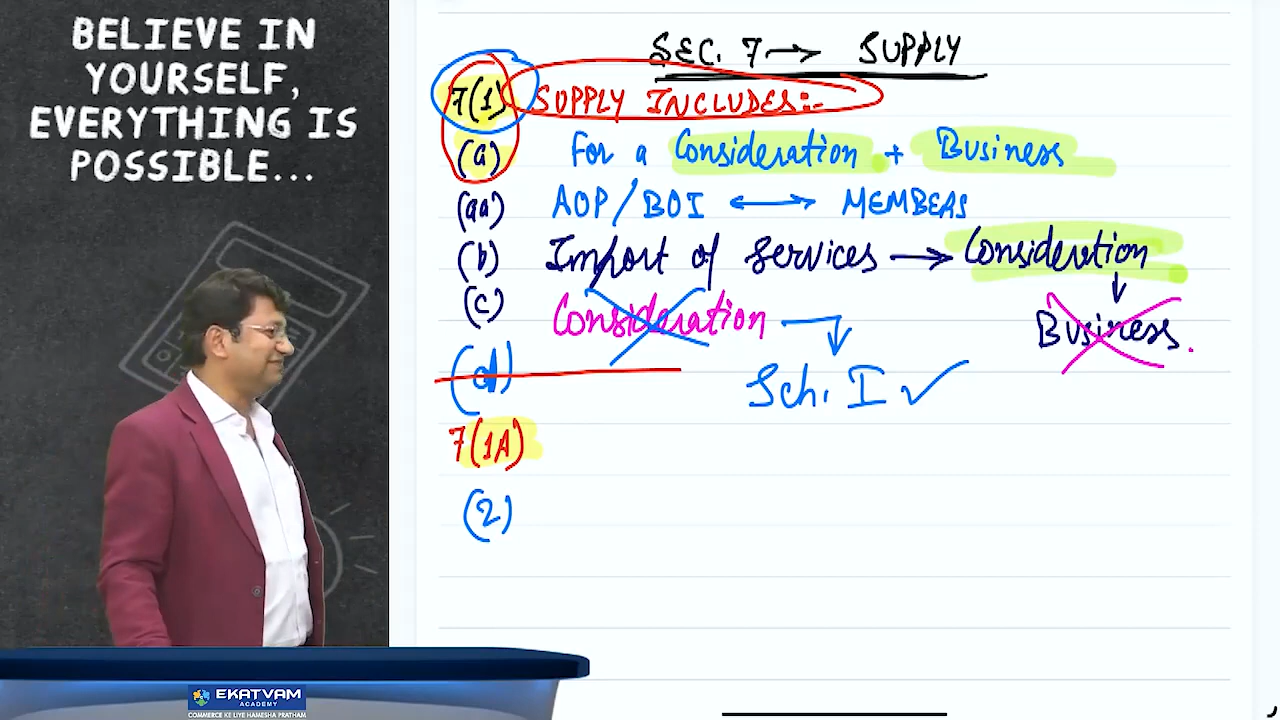 BELIEVE IN
YOURSELF,
EVERYTHING IS
POSSIBLE...
SEC. 7 → SUPPLY
7(1) SUPPLY INCLUDES:-
(a) For a Consideration + Business
(aa) AOP/BOI ↔ MEMBERS
(b) Import of Services → Consideration
↓
Business.
(c) Consideration → Sch. I ✓
(d)
7(1A)
(2)
EKATVAM
ACADEMY
COMMERCE KE LIYE HAMESHA PRATHAM